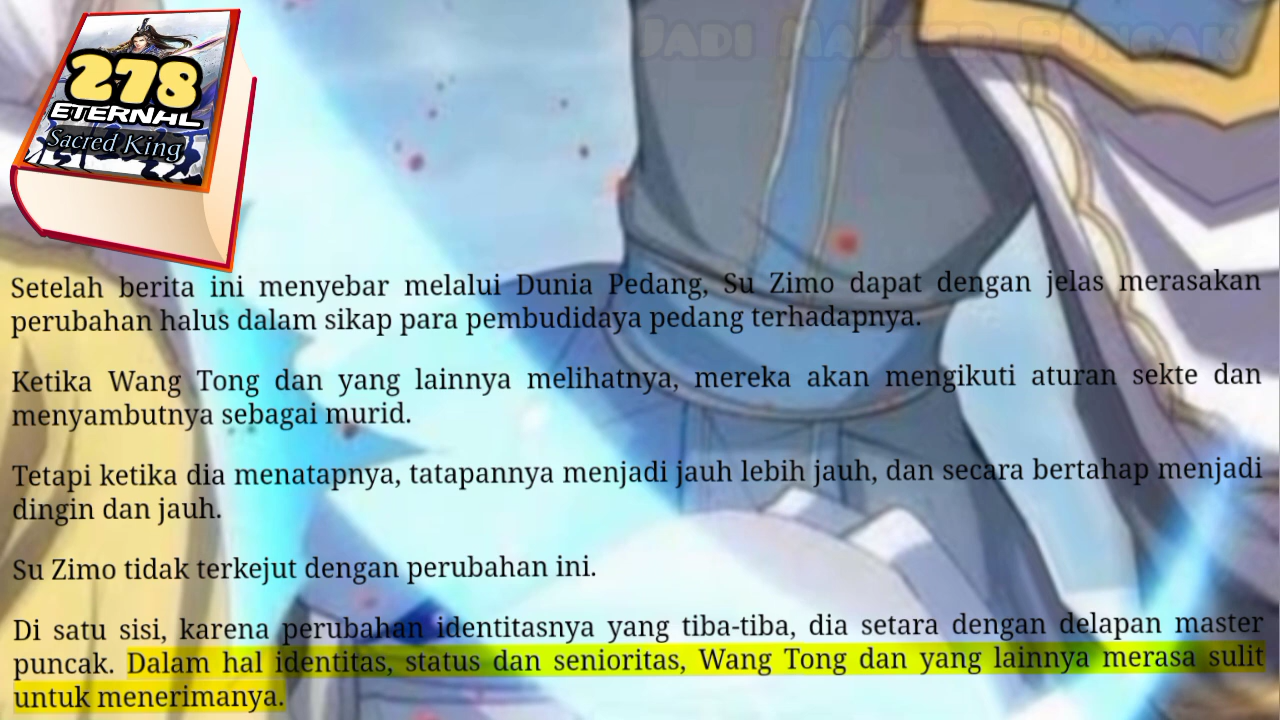 JADI MASTER PUNCAK
278
ETERNAL
Sacred King
Setelah berita ini menyebar melalui Dunia Pedang, Su Zimo dapat dengan jelas merasakan
perubahan halus dalam sikap para pembudidaya pedang terhadapnya.
Ketika Wang Tong dan yang lainnya melihatnya, mereka akan mengikuti aturan sekte dan
menyambutnya sebagai murid.
Tetapi ketika dia menatapnya, tatapannya menjadi jauh lebih jauh, dan secara bertahap menjadi
dingin dan jauh.
Su Zimo tidak terkejut dengan perubahan ini.
Di satu sisi, karena perubahan identitasnya yang tiba-tiba, dia setara dengan delapan master
puncak. Dalam hal identitas, status dan senioritas, Wang Tong dan yang lainnya merasa sulit
untuk menerimanya.